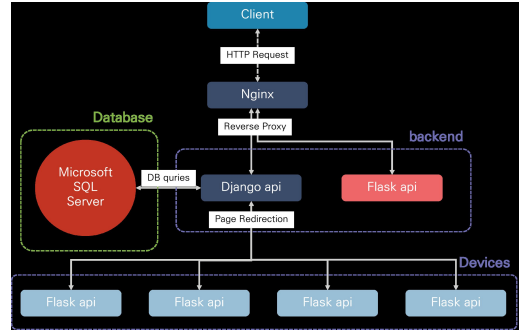 Client
HTTP Request
Nginx
Database
Reverse Proxy
backend
Microsoft
SQL
Server
DB quries
Django api
Flask api
Page Redirection
Devices
Flask api
Flask api
Flask api
Flask api